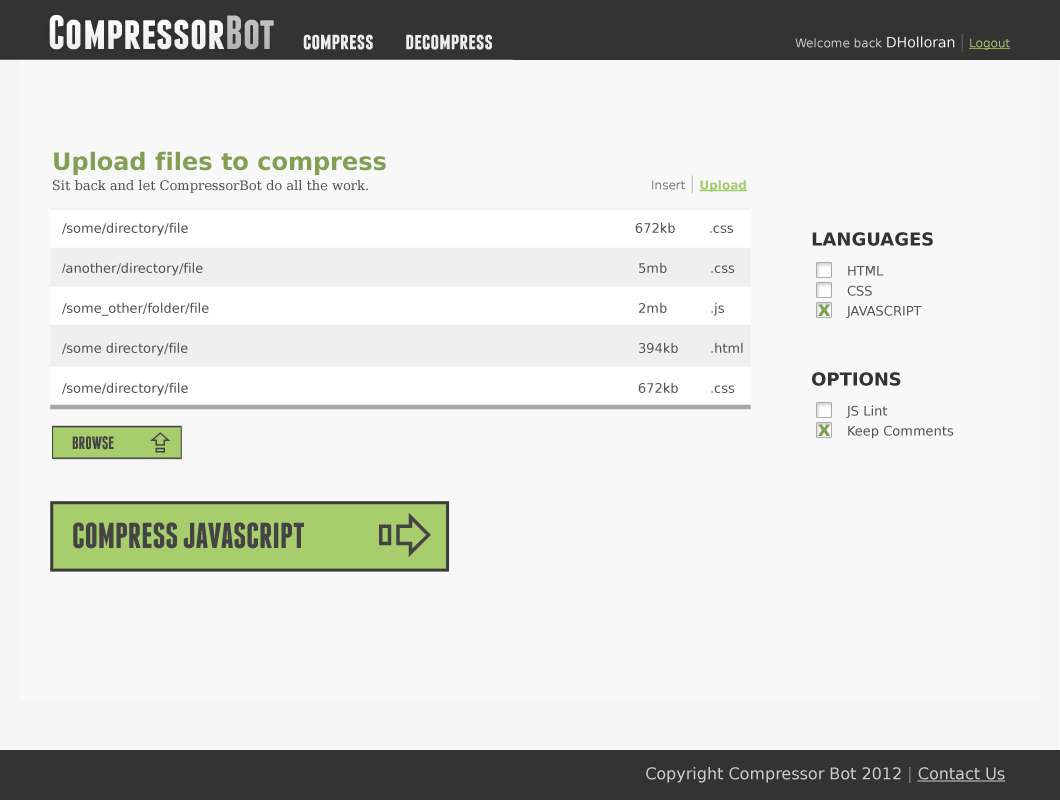 CompressorBot COMPRESS DECOMPRESS Welcome back DHolloran | Logout
Upload files to compress
Sit back and let CompressorBot do all the work.
Insert | Upload
/some/directory/file 672kb .css
/another/directory/file 5mb .css
/some_other/folder/file 2mb .js
/some directory/file 394kb .html
/some/directory/file 672kb .css
BROWSE
COMPRESS JAVASCRIPT
LANGUAGES
HTML
CSS
X JAVASCRIPT
OPTIONS
JS Lint
X Keep Comments
Copyright Compressor Bot 2012 | Contact Us